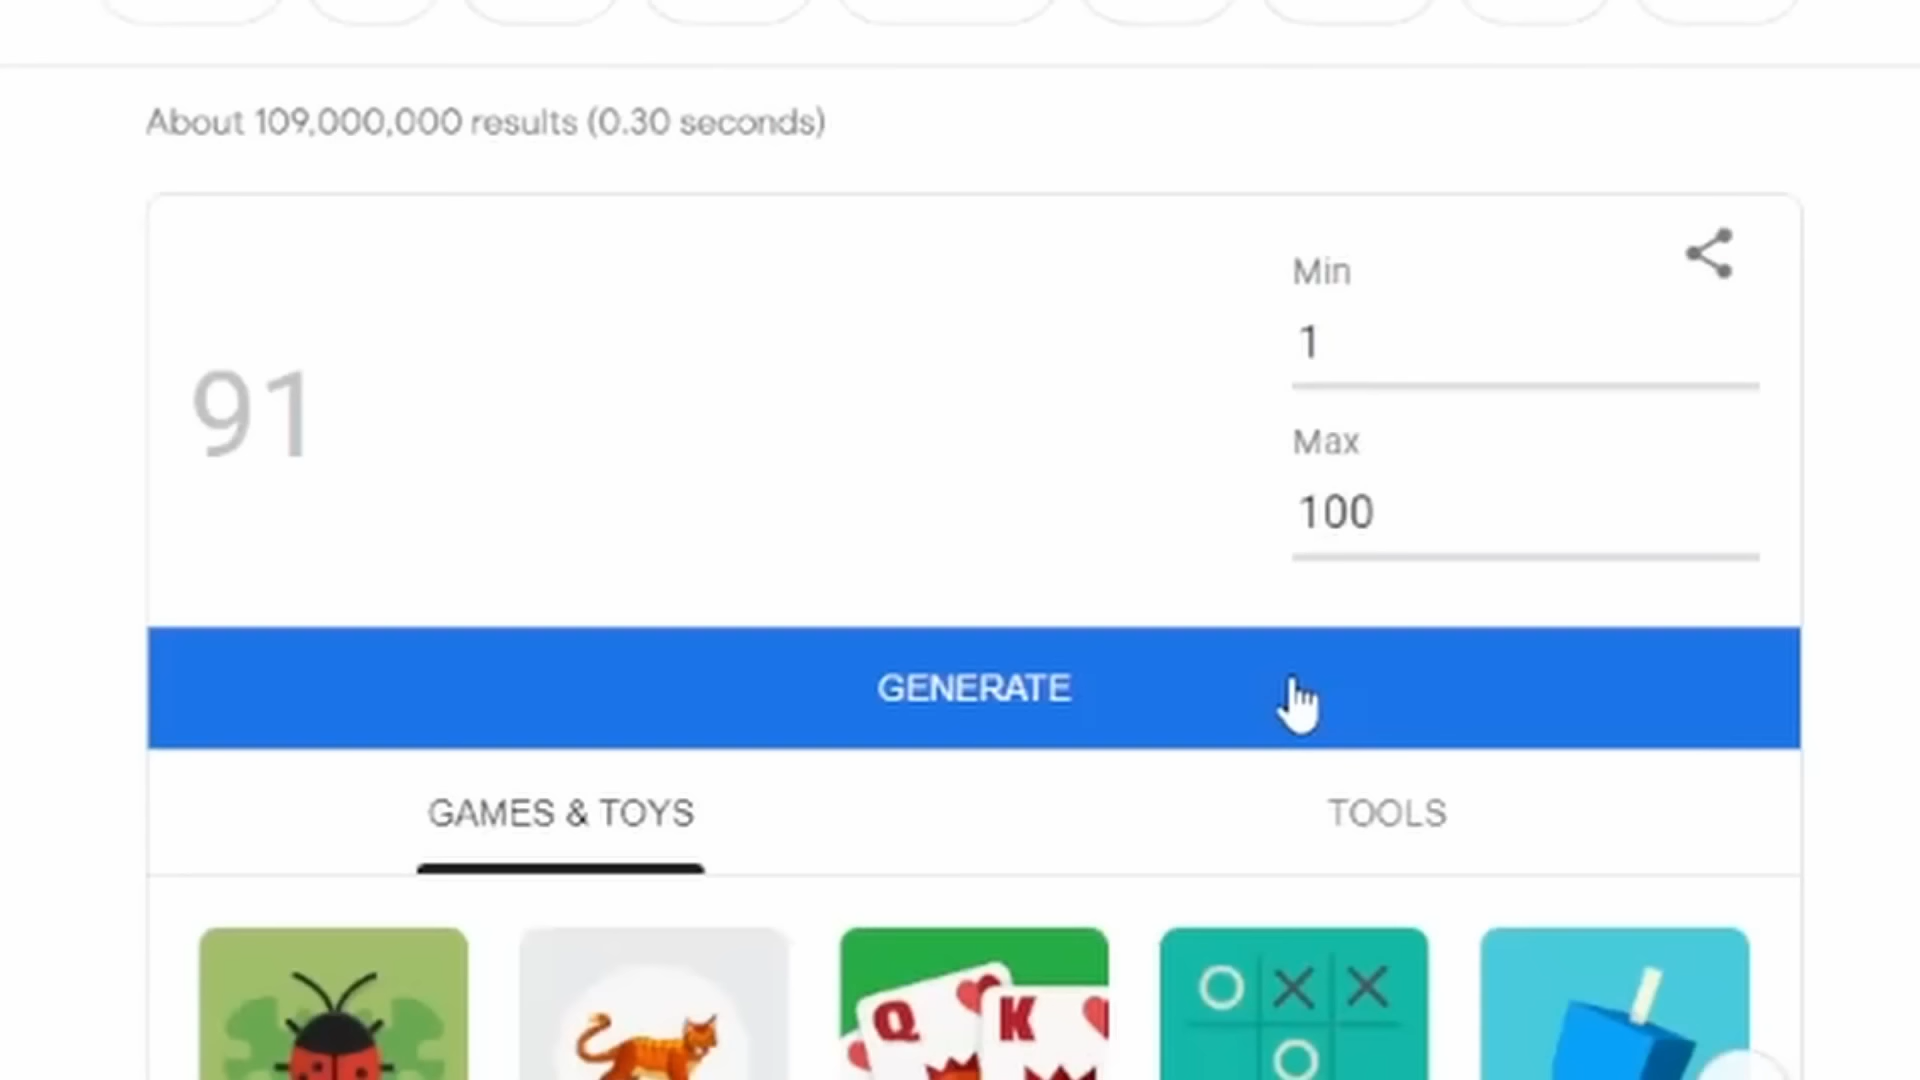 About 109,000,000 results (0.30 seconds)
Min
1
91
Max
100
GENERATE
GAMES & TOYS
TOOLS
Q
K